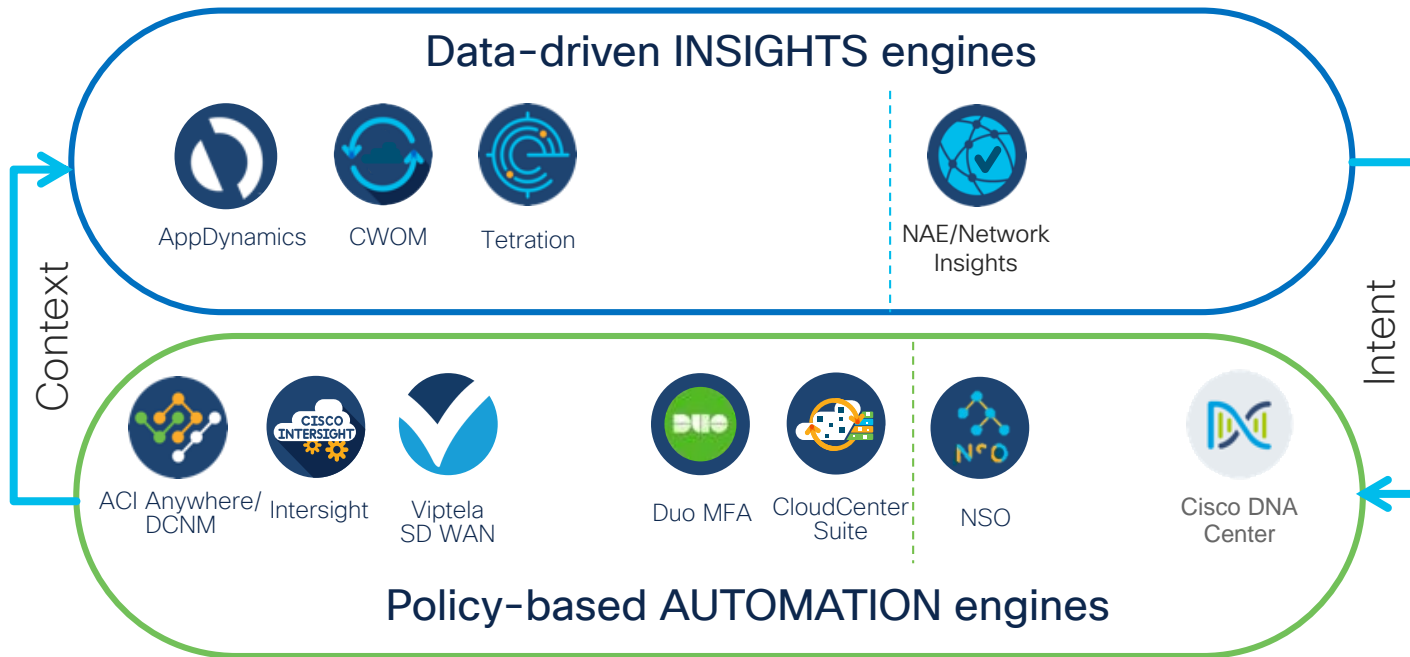 Data-driven INSIGHTS engines
AppDynamics
CWOM
Tetration
NAE/Network
Insights
Context
Intent
CISCO
INTERSIGHT
DUO
NSO
ACI Anywhere/
DCNM
Intersight
Viptela
SD WAN
Duo MFA
CloudCenter
Suite
NSO
Cisco DNA
Center
Policy-based AUTOMATION engines